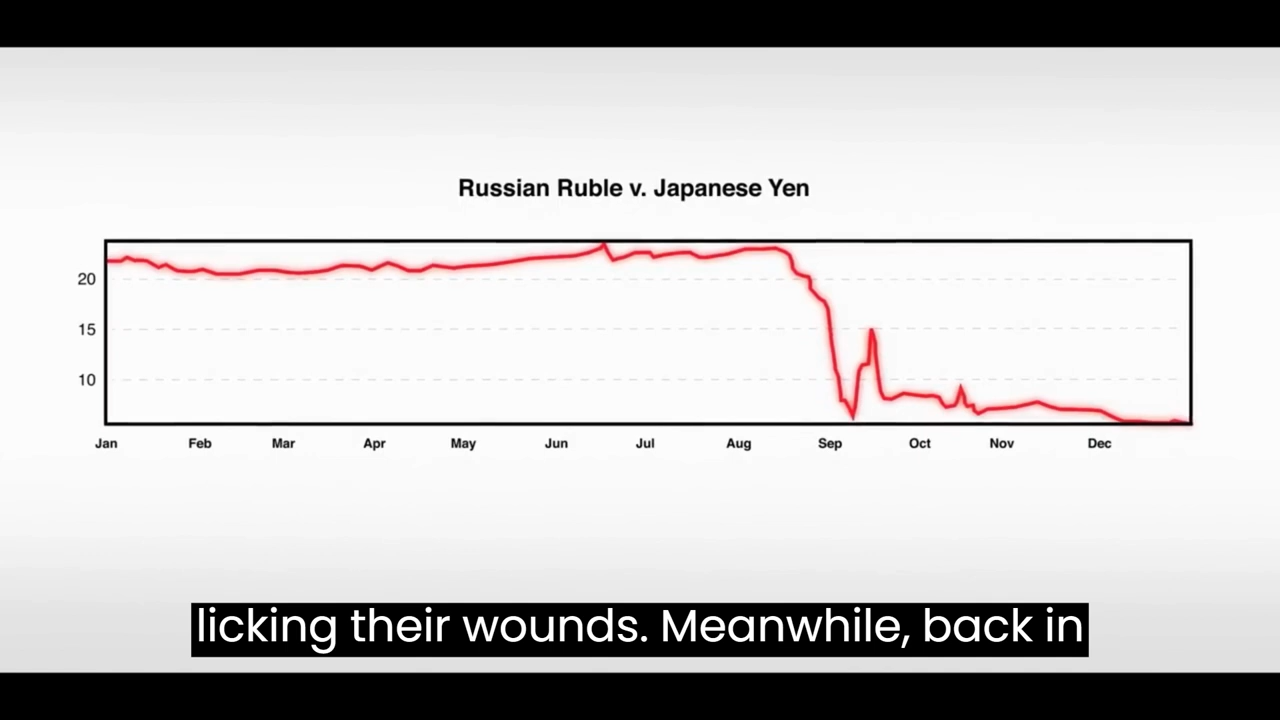 Russian Ruble v. Japanese Yen
20
15
10
Jan Feb Mar Apr May Jun Jul Aug Sep Oct Nov Dec
licking their wounds. Meanwhile, back in